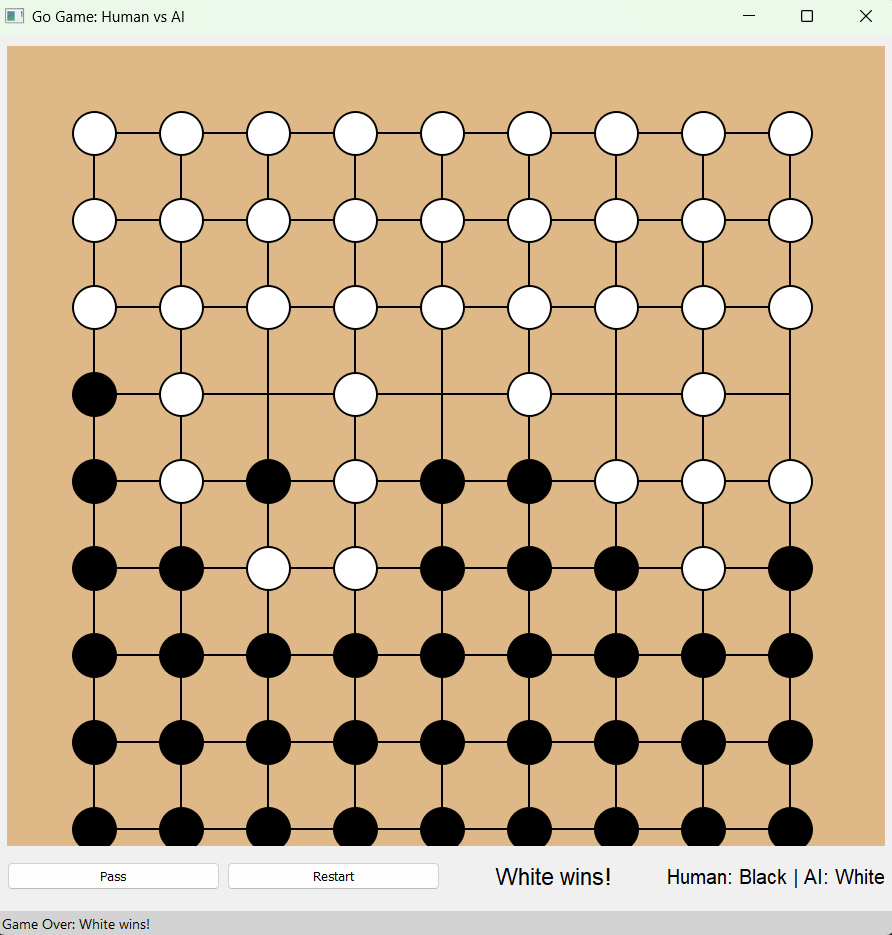 Go Game: Human vs AI
Pass
Restart
White wins!
Human: Black | AI: White
Game Over: White wins!